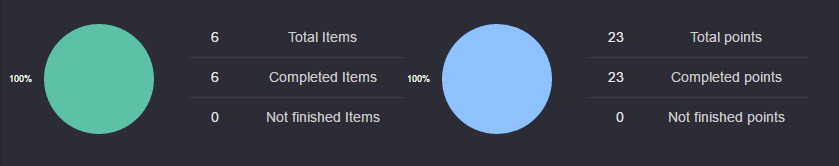 6 Total Items
100%
6 Completed Items
0 Not finished Items
23 Total points
100%
23 Completed points
0 Not finished points